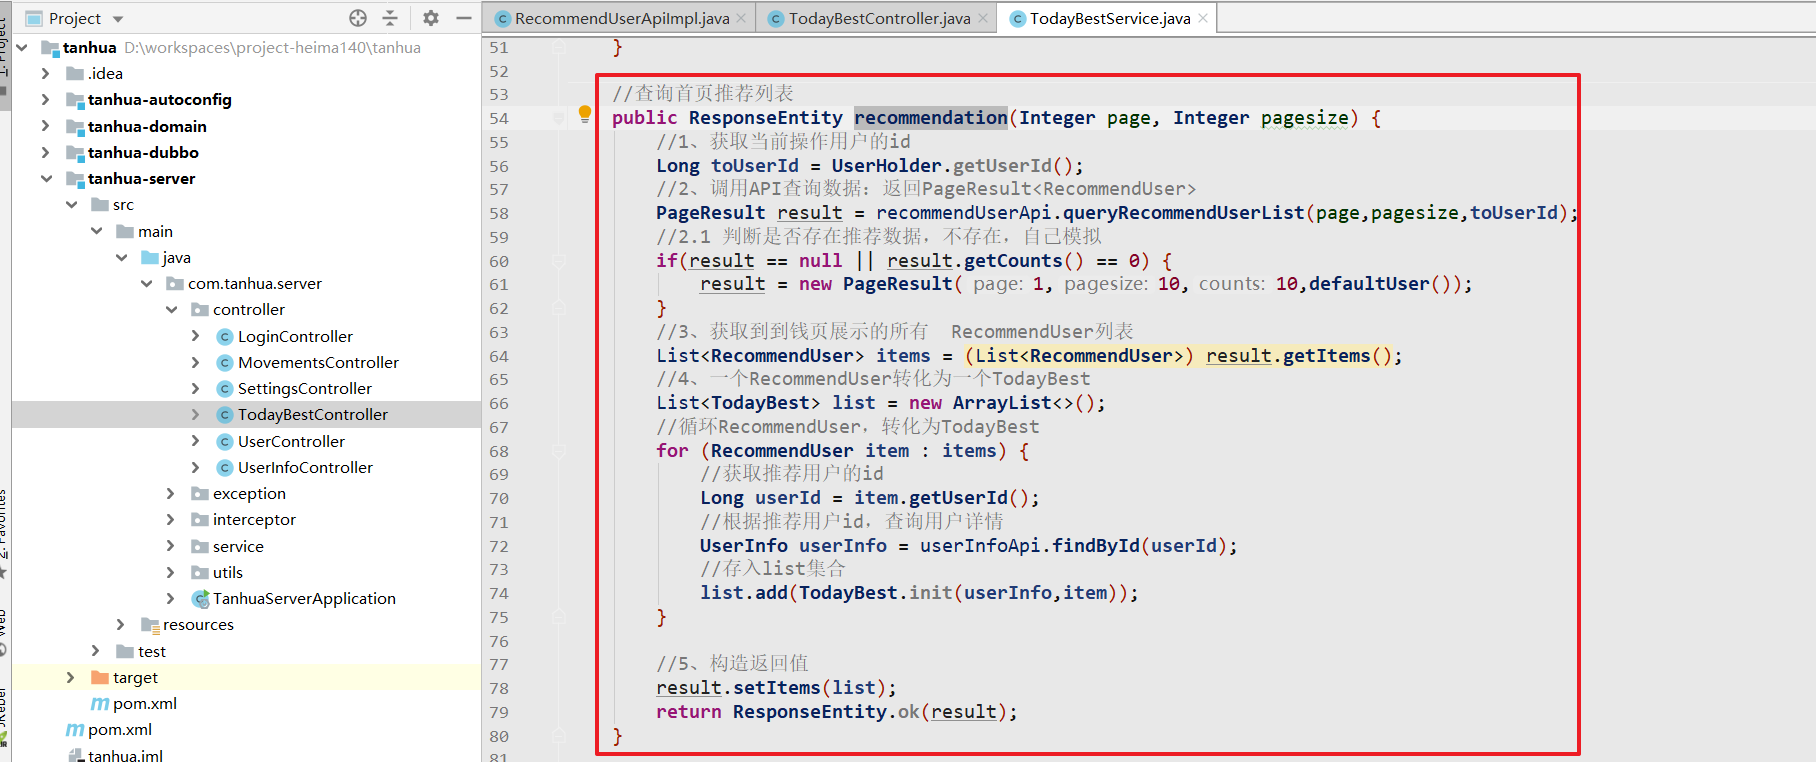 Project
RecommendUserApiImpl.java
TodayBestController.java
TodayBestService.java
1: Project
2: Favorites
Web
JRebel
tanhua D:\workspaces\project-heima140\tanhua
.idea
tanhua-autoconfig
tanhua-domain
tanhua-dubbo
tanhua-server
src
main
java
com.tanhua.server
controller
LoginController
MovementsController
SettingsController
TodayBestController
UserController
UserInfoController
exception
interceptor
service
utils
TanhuaServerApplication
resources
test
target
pom.xml
pom.xml
tanhua.iml
51 }
52
53 //查询首页推荐列表
54 public ResponseEntity recommendation(Integer page, Integer pagesize) {
55 //1、获取当前操作用户的id
56 Long toUserId = UserHolder.getUserId();
57 //2、调用API查询数据：返回PageResult<RecommendUser>
58 PageResult result = recommendUserApi.queryRecommendUserList(page,pagesize,toUserId);
59 //2.1 判断是否存在推荐数据，不存在，自己模拟
60 if(result == null || result.getCounts() == 0) {
61 result = new PageResult( page: 1, pagesize: 10, counts: 10,defaultUser());
62 }
63 //3、获取到到钱页展示的所有 RecommendUser列表
64 List<RecommendUser> items = (List<RecommendUser>) result.getItems();
65 //4、一个RecommendUser转化为一个TodayBest
66 List<TodayBest> list = new ArrayList<>();
67 //循环RecommendUser，转化为TodayBest
68 for (RecommendUser item : items) {
69 //获取推荐用户的id
70 Long userId = item.getUserId();
71 //根据推荐用户id，查询用户详情
72 UserInfo userInfo = userInfoApi.findById(userId);
73 //存入list集合
74 list.add(TodayBest.init(userInfo,item));
75 }
76
77 //5、构造返回值
78 result.setItems(list);
79 return ResponseEntity.ok(result);
80 }
81